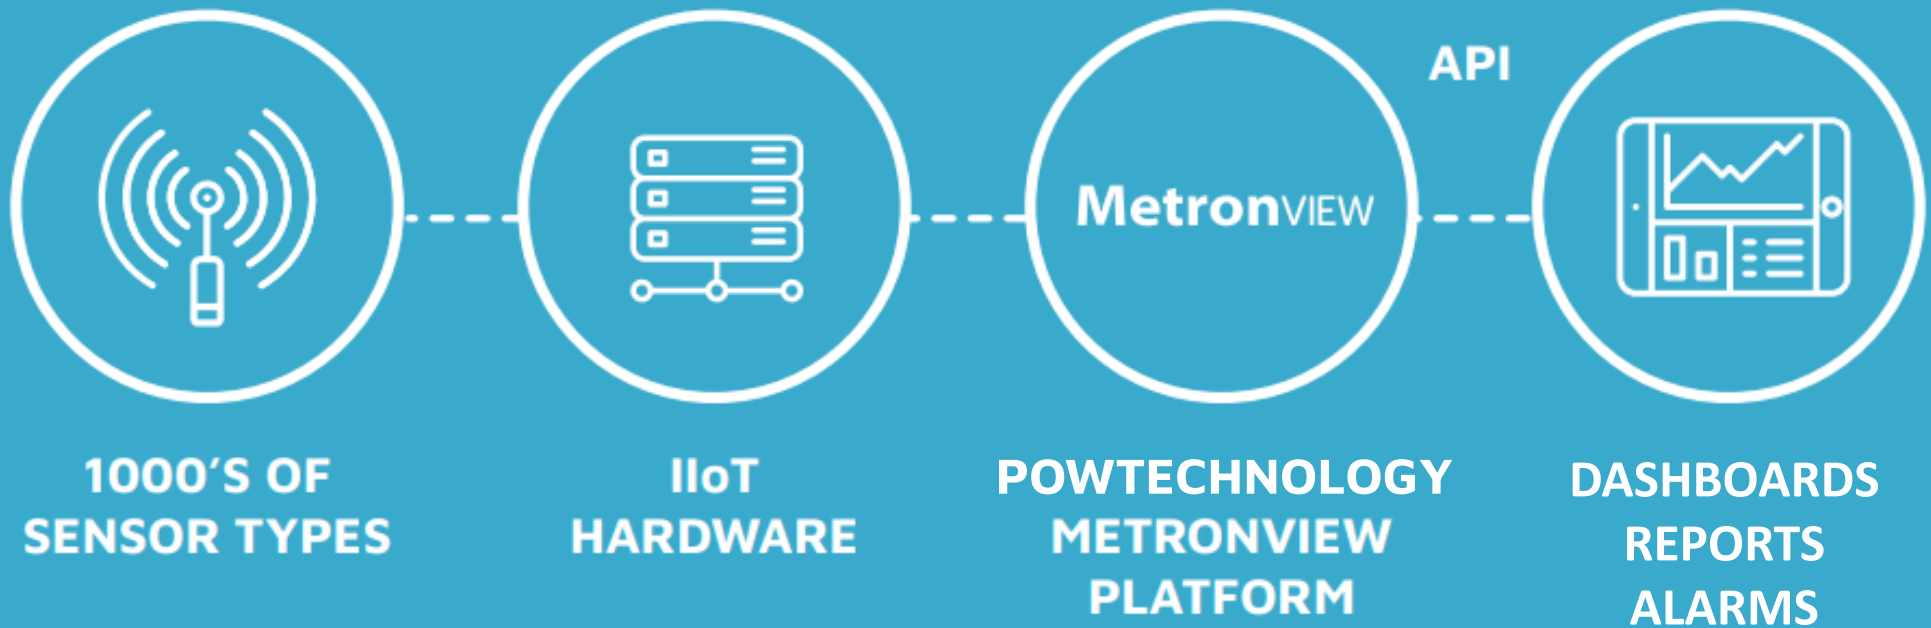 API
MetronVIEW
1000'S OF
SENSOR TYPES
IIoT
HARDWARE
POWTECHNOLOGY
METRONVIEW
PLATFORM
DASHBOARDS
REPORTS
ALARMS